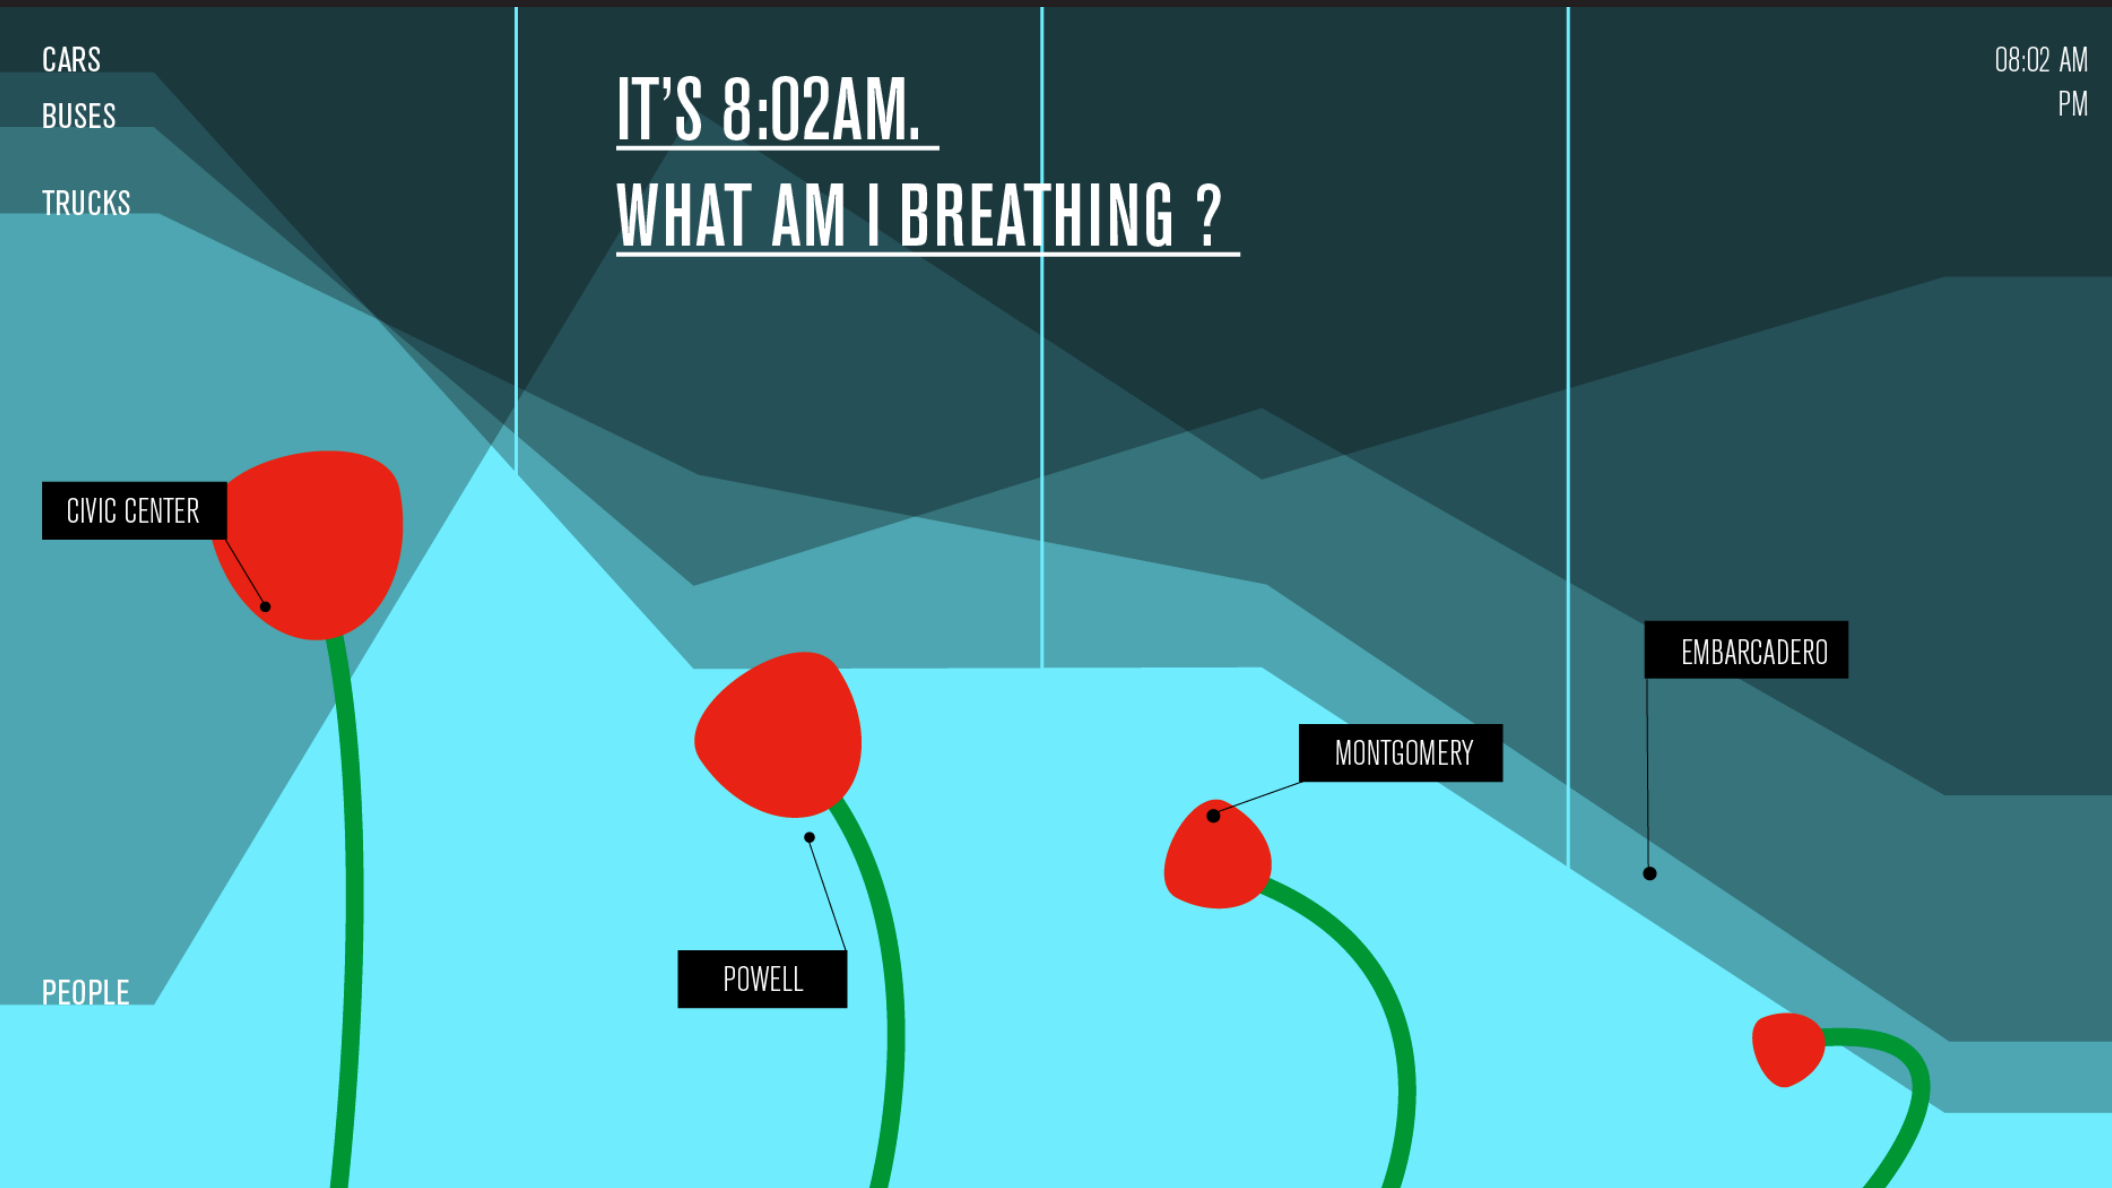 CARS
BUSES
TRUCKS
IT'S 8:02AM.
WHAT AM I BREATHING ?
08:02 AM
PM
CIVIC CENTER
EMBARCADERO
MONTGOMERY
POWELL
PEOPLE